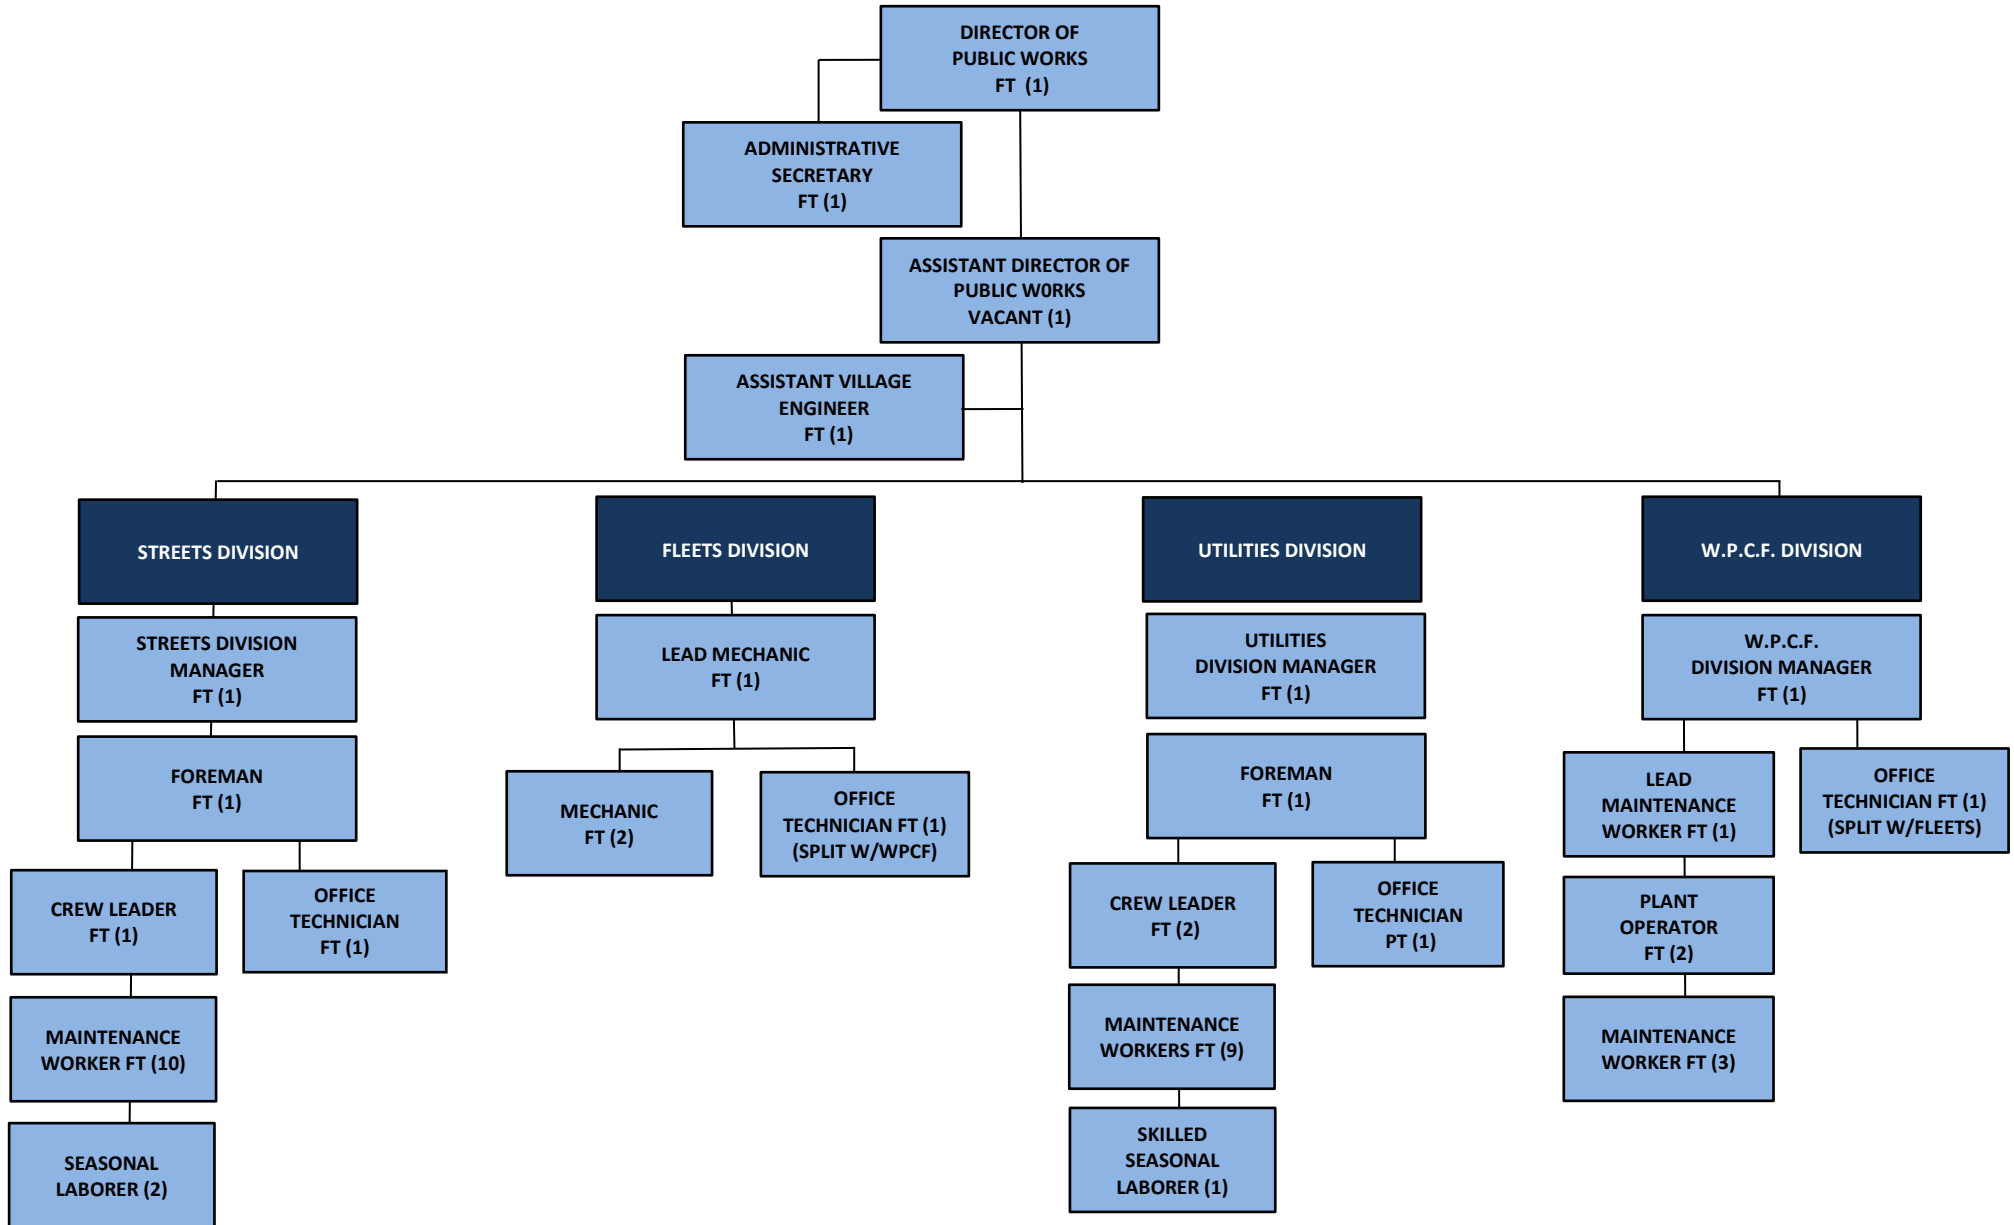 DIRECTOR OF
PUBLIC WORKS
FT (1)
ADMINISTRATIVE
SECRETARY
FT (1)
ASSISTANT DIRECTOR OF
PUBLIC W0RKS
VACANT (1)
ASSISTANT VILLAGE
ENGINEER
FT (1)
STREETS DIVISION
FLEETS DIVISION
UTILITIES DIVISION
W.P.C.F. DIVISION
STREETS DIVISION
MANAGER
FT (1)
LEAD MECHANIC
FT (1)
UTILITIES
DIVISION MANAGER
FT (1)
W.P.C.F.
DIVISION MANAGER
FT (1)
FOREMAN
FT (1)
MECHANIC
FT (2)
OFFICE
TECHNICIAN FT (1)
(SPLIT W/WPCF)
FOREMAN
FT (1)
LEAD
MAINTENANCE
WORKER FT (1)
OFFICE
TECHNICIAN FT (1)
(SPLIT W/FLEETS)
CREW LEADER
FT (1)
OFFICE
TECHNICIAN
FT (1)
CREW LEADER
FT (2)
OFFICE
TECHNICIAN
PT (1)
PLANT
OPERATOR
FT (2)
MAINTENANCE
WORKER FT (10)
MAINTENANCE
WORKERS FT (9)
MAINTENANCE
WORKER FT (3)
SEASONAL
LABORER (2)
SKILLED
SEASONAL
LABORER (1)